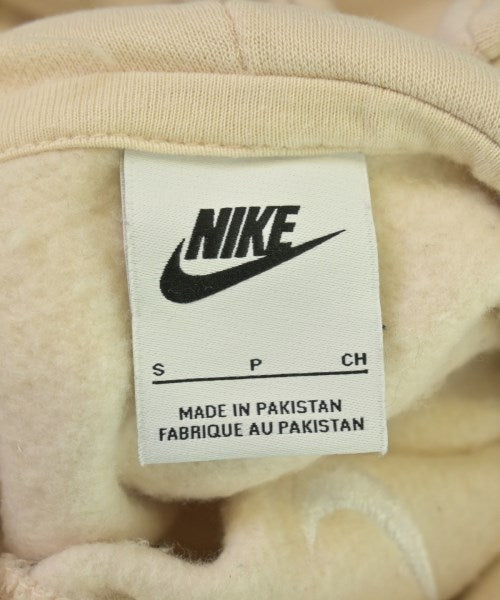 NIKE
S P CH
MADE IN PAKISTAN
FABRIQUE AU PAKISTAN